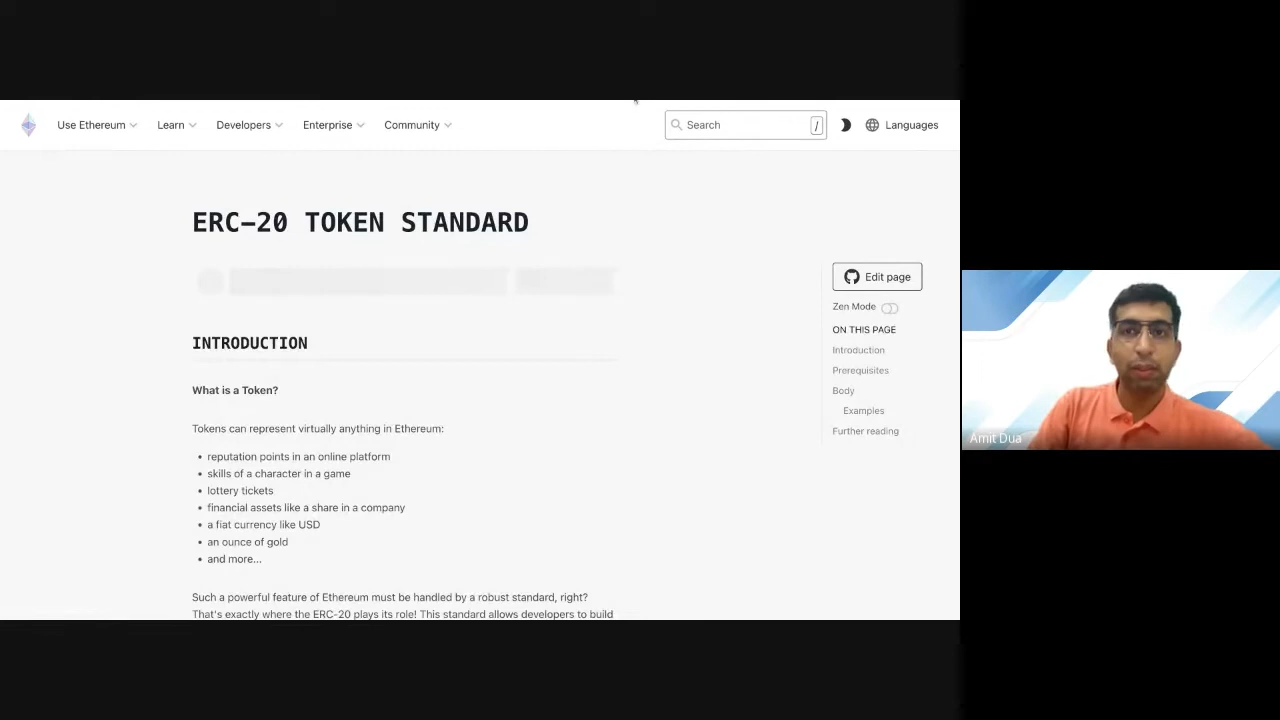 Use Ethereum
Learn
Developers
Enterprise
Community
Search
/
Languages
ERC-20 TOKEN STANDARD
Edit page
Zen Mode
ON THIS PAGE
Introduction
Prerequisites
Body
Examples
Further reading
INTRODUCTION
What is a Token?
Tokens can represent virtually anything in Ethereum:
• reputation points in an online platform
• skills of a character in a game
• lottery tickets
• financial assets like a share in a company
• a fiat currency like USD
• an ounce of gold
• and more...
Such a powerful feature of Ethereum must be handled by a robust standard, right?
That's exactly where the ERC-20 plays its role! This standard allows developers to build
Amit Dua